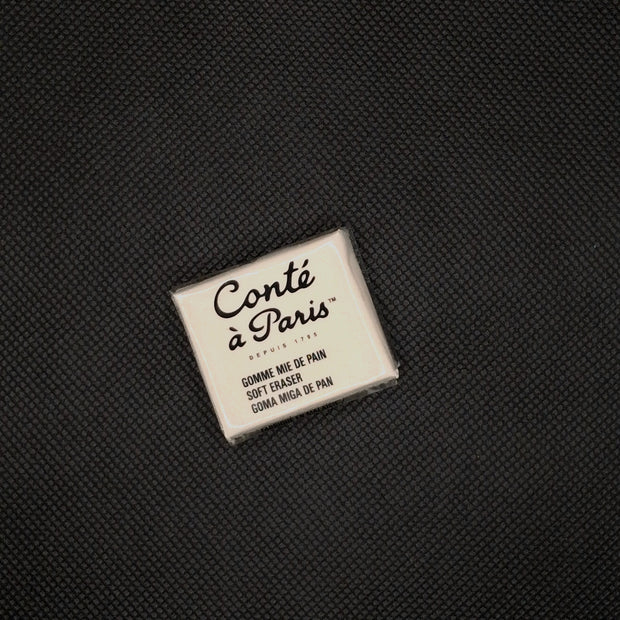 Conté
à Paris™
DEPUIS 1795
GOMME MIE DE PAIN
SOFT ERASER
GOMA MIGA DE PAN